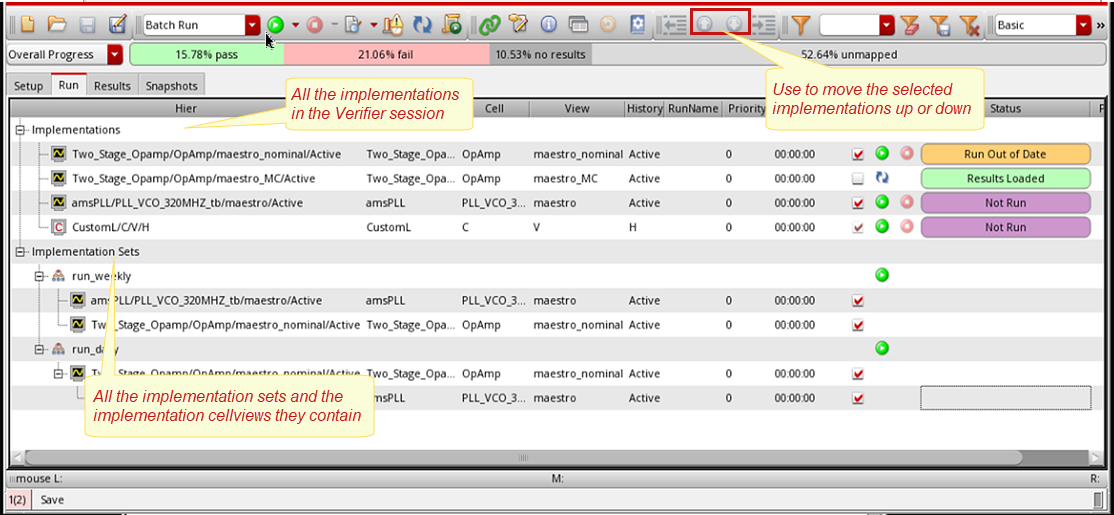 Batch Run
Basic
»
Overall Progress
15.78% pass
21.06% fail
10.53% no results
52.64% unmapped
Setup
Run
Results
Snapshots
All the implementations
in the Verifier session
Use to move the selected
implementations up or down
Hier
Cell
View
History
RunName
Priority
Status
Implementations
Two_Stage_Opamp/OpAmp/maestro_nominal/Active Two_Stage_Opa... OpAmp maestro_nominal Active 0 00:00:00 Run Out of Date
Two_Stage_Opamp/OpAmp/maestro_MC/Active Two_Stage_Opa... OpAmp maestro_MC Active 0 00:00:00 Results Loaded
amsPLL/PLL_VCO_320MHZ_tb/maestro/Active amsPLL PLL_VCO_3... maestro Active 0 00:00:00 Not Run
C CustomL/C/V/H CustomL C V H 0 00:00:00 Not Run
Implementation Sets
run_weekly
amsPLL/PLL_VCO_320MHZ_tb/maestro/Active amsPLL PLL_VCO_3... maestro Active 0 00:00:00
Two_Stage_Opamp/OpAmp/maestro_nominal/Active Two_Stage_Opa... OpAmp maestro_nominal Active 0 00:00:00
run_daily
Two_Stage_Opamp/OpAmp/maestro_nominal/Active Two_Stage_Opa... OpAmp maestro_nominal Active 0 00:00:00
msPLL PLL_VCO_3... maestro Active 0 00:00:00
All the implementation sets and the
implementation cellviews they contain
mouse L:
M:
R:
1(2)
Save